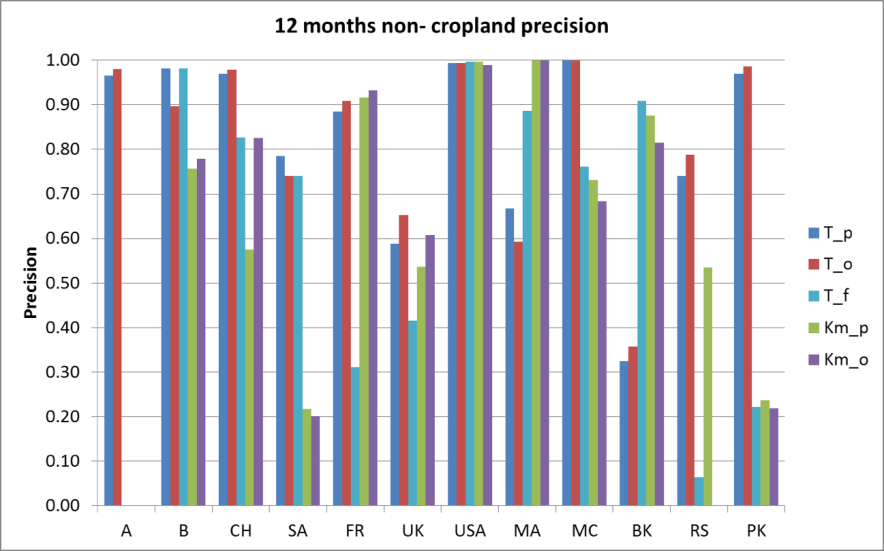 12 months non- cropland precision
1.00
0.90
0.80
0.70
0.60
0.50
0.40
0.30
0.20
0.10
0.00
Precision
A B CH SA FR UK USA MA MC BK RS PK
T_p
T_o
T_f
Km_p
Km_o